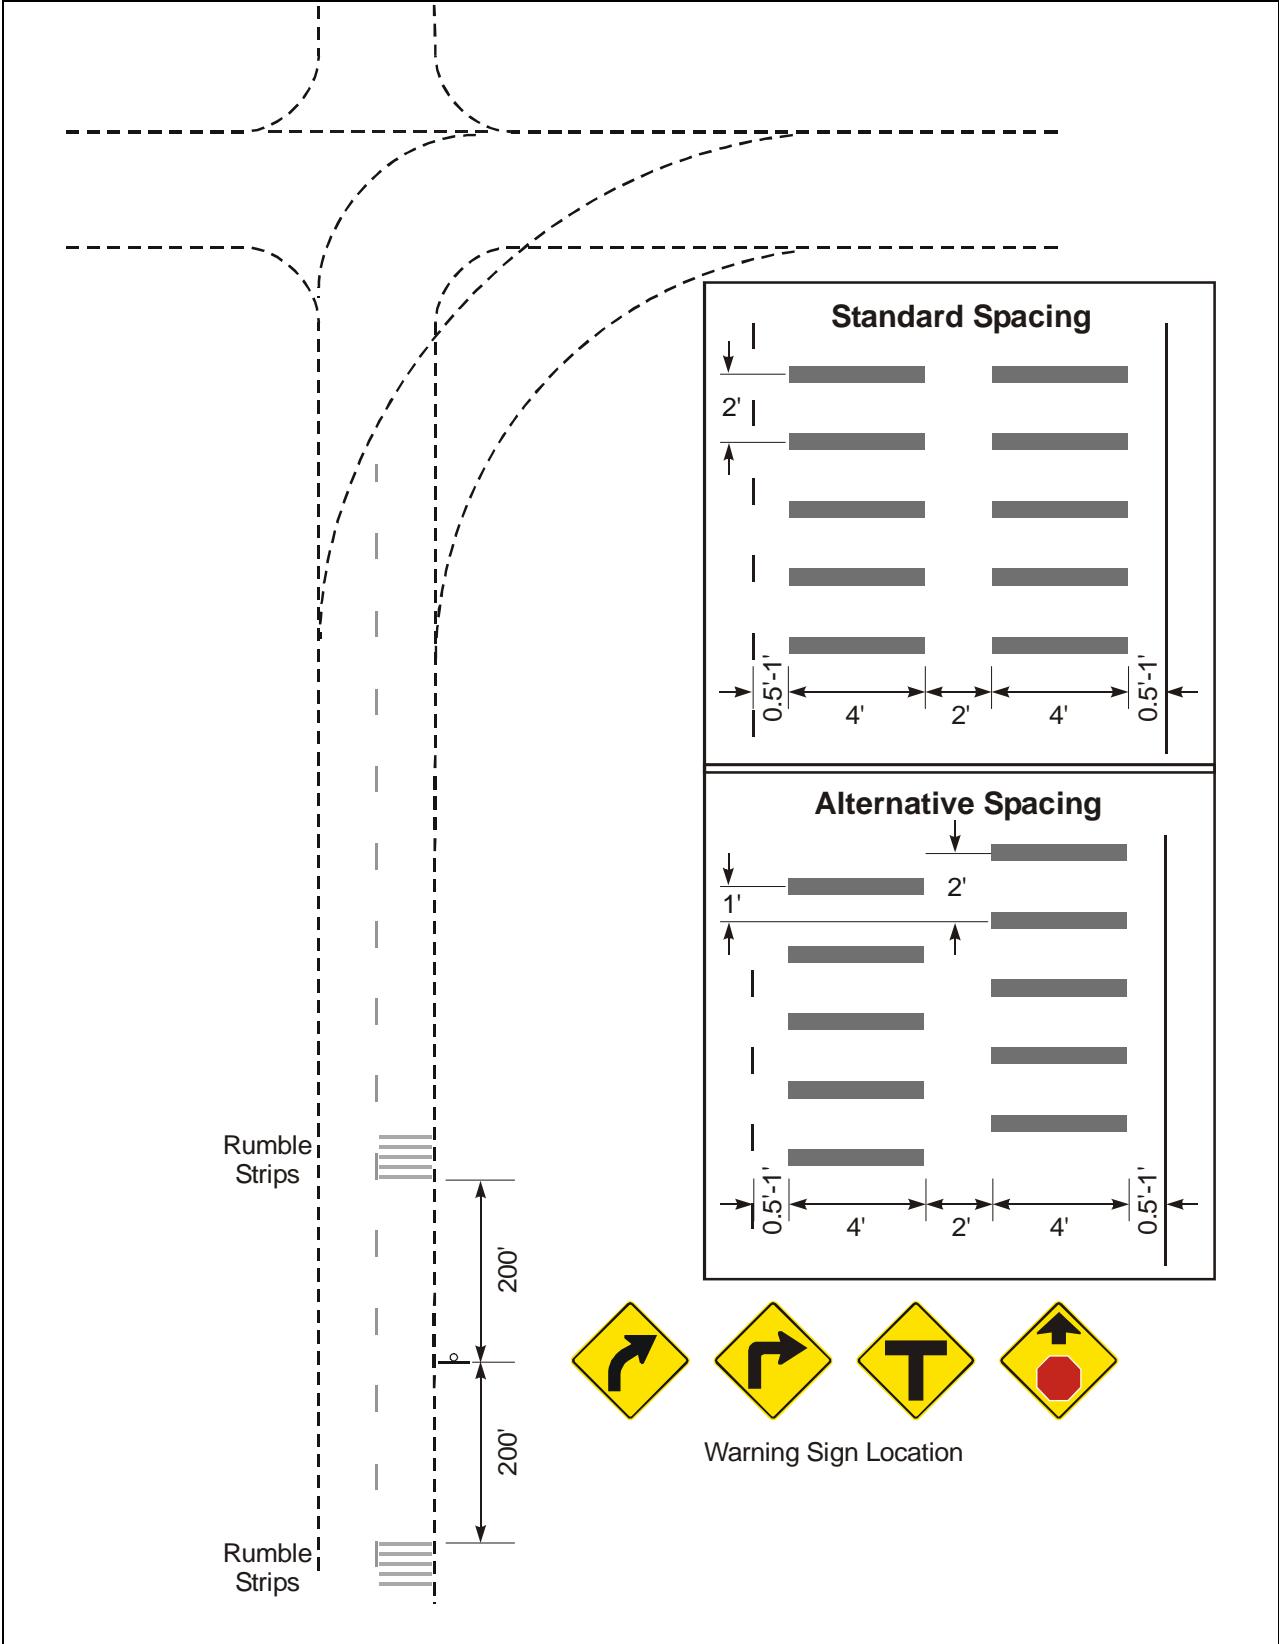 Standard Spacing
2'
0.5'-1'
4'
2'
4'
0.5'-1'
Alternative Spacing
2'
1'
0.5'-1'
4'
2'
4'
0.5'-1'
Rumble
Strips
200'
200'
Warning Sign Location
Rumble
Strips